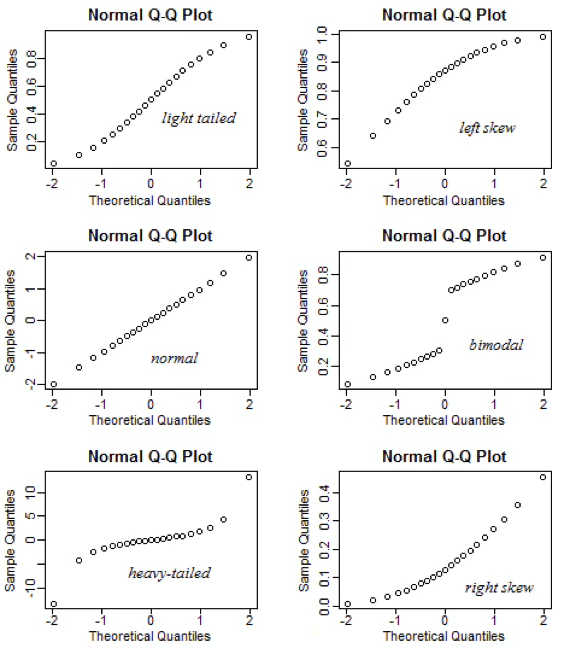 Normal Q-Q Plot
Sample Quantiles
0.2 0.4 0.6 0.8
light tailed
-2 -1 0 1 2
Theoretical Quantiles
Normal Q-Q Plot
Sample Quantiles
0.6 0.7 0.8 0.9 1.0
left skew
-2 -1 0 1 2
Theoretical Quantiles
Normal Q-Q Plot
Sample Quantiles
-2 -1 0 1 2
normal
-2 -1 0 1 2
Theoretical Quantiles
Normal Q-Q Plot
Sample Quantiles
0.2 0.4 0.6 0.8
bimodal
-2 -1 0 1 2
Theoretical Quantiles
Normal Q-Q Plot
Sample Quantiles
-10 0 5 10
heavy-tailed
-2 -1 0 1 2
Theoretical Quantiles
Normal Q-Q Plot
Sample Quantiles
0.0 0.1 0.2 0.3 0.4
right skew
-2 -1 0 1 2
Theoretical Quantiles